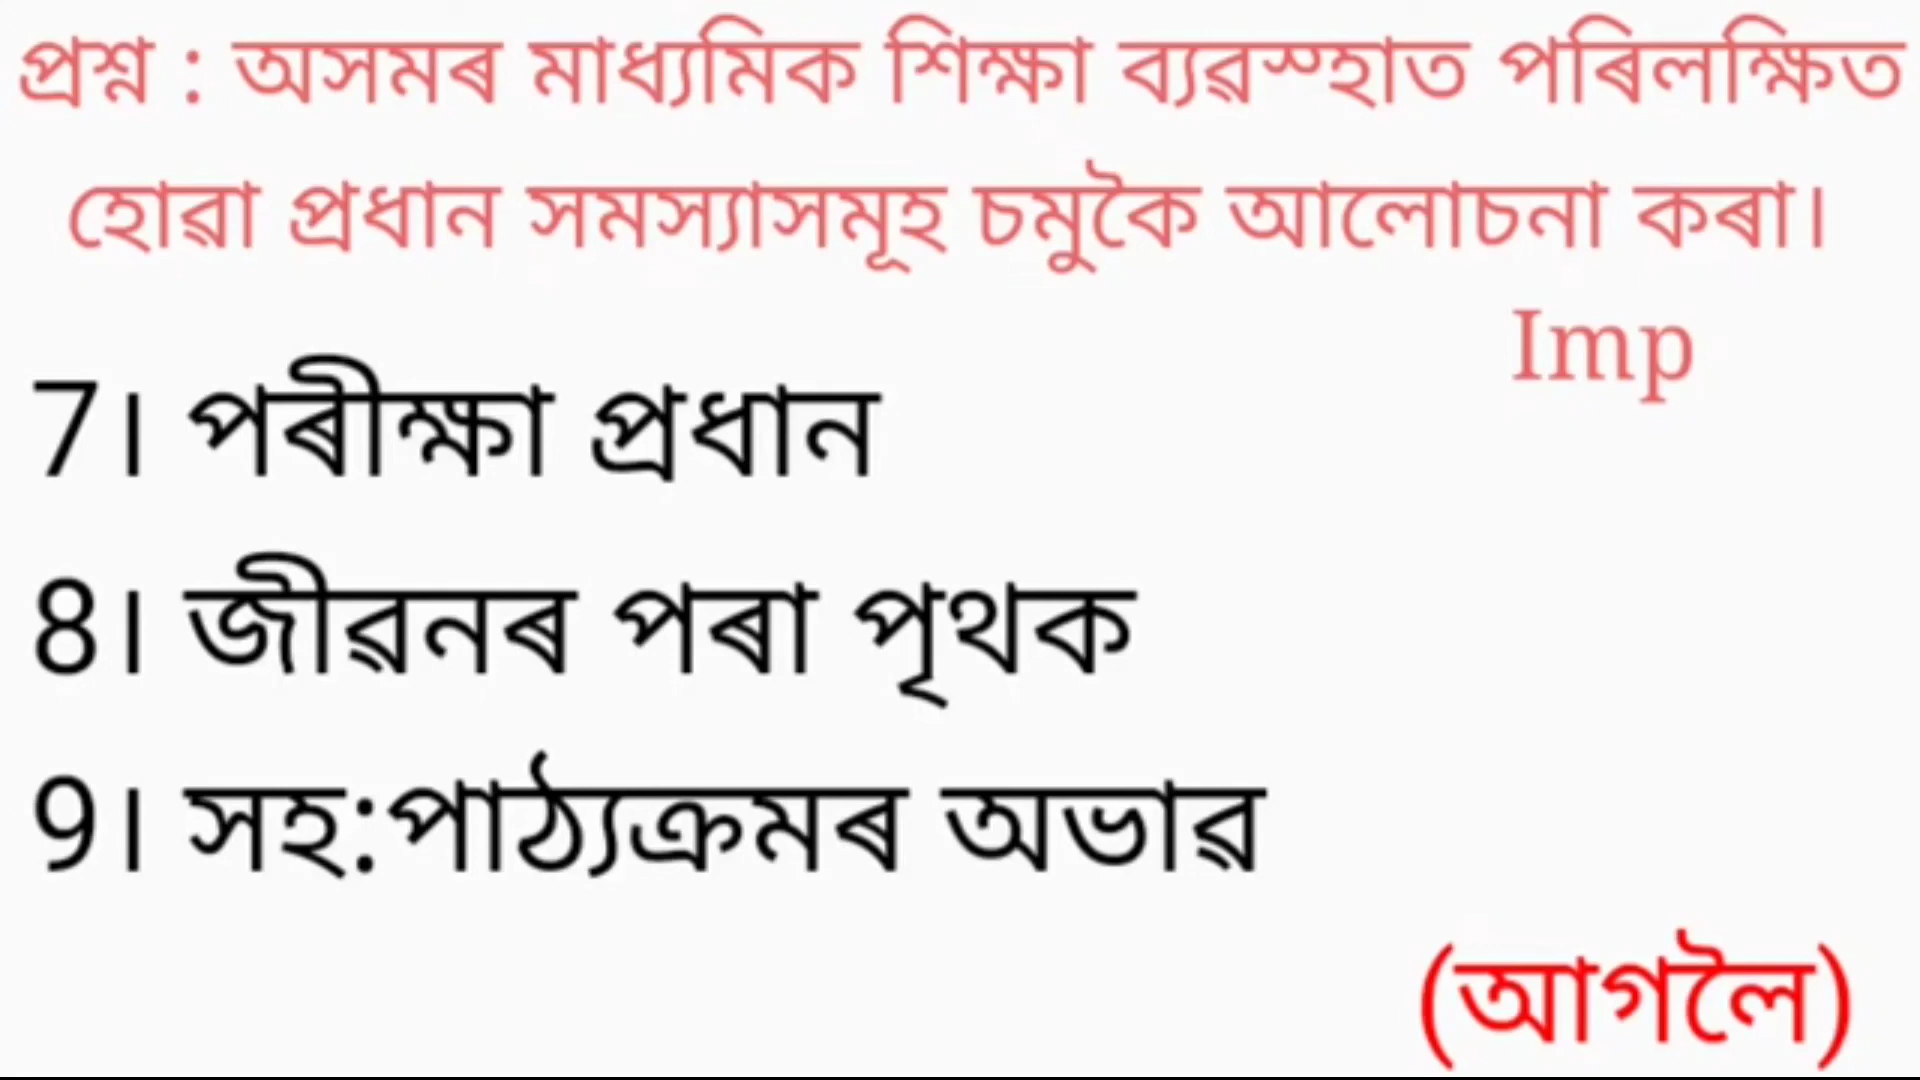 প্ৰশ্ন : অসমৰ মাধ্যমিক শিক্ষা ব্যৱস্হাত পৰিলক্ষিত
হোৱা প্ৰধান সমস্যাসমূহ চমুকৈ আলোচনা কৰা।
Imp
7। পৰীক্ষা প্ৰধান
8। জীৱনৰ পৰা পৃথক
9। সহ:পাঠ্যক্ৰমৰ অভাৱ
(আগলৈ)